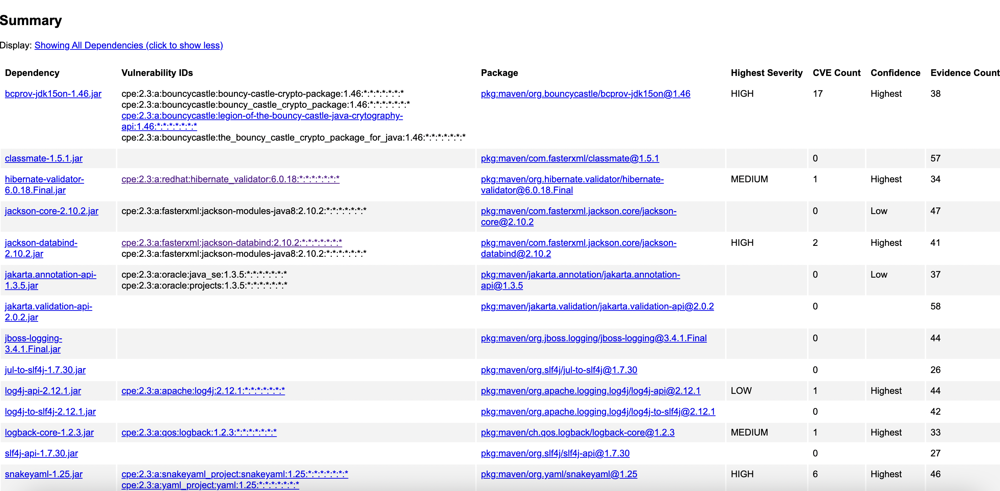 Summary
Display: Showing All Dependencies (click to show less)
Dependency Vulnerability IDs Package Highest Severity CVE Count Confidence Evidence Count
bcprov-jdk15on-1.46.jar cpe:2.3:a:bouncycastle:bouncy-castle-crypto-package:1.46:*:*:*:*:*:*:* pkg:maven/org.bouncycastle/bcprov-jdk15on@1.46 HIGH 17 Highest 38
cpe:2.3:a:bouncycastle:bouncy_castle_crypto_package:1.46:*:*:*:*:*:*:*
cpe:2.3:a:bouncycastle:legion-of-the-bouncy-castle-java-crytography-
api:1.46:*:*:*:*:*:*:*
cpe:2.3:a:bouncycastle:the_bouncy_castle_crypto_package_for_java:1.46:*:*:*:*:*:*:*
classmate-1.5.1.jar pkg:maven/com.fasterxml/classmate@1.5.1 0 57
hibernate-validator- cpe:2.3:a:redhat:hibernate_validator:6.0.18:*:*:*:*:*:*:* pkg:maven/org.hibernate.validator/hibernate- MEDIUM 1 Highest 34
6.0.18.Final.jar validator@6.0.18.Final
jackson-core-2.10.2.jar cpe:2.3:a:fasterxml:jackson-modules-java8:2.10.2:*:*:*:*:*:*:* pkg:maven/com.fasterxml.jackson.core/jackson- 0 Low 47
core@2.10.2
jackson-databind- cpe:2.3:a:fasterxml:jackson-databind:2.10.2:*:*:*:*:*:*:* pkg:maven/com.fasterxml.jackson.core/jackson- HIGH 2 Highest 41
2.10.2.jar cpe:2.3:a:fasterxml:jackson-modules-java8:2.10.2:*:*:*:*:*:*:* databind@2.10.2
jakarta.annotation-api- cpe:2.3:a:oracle:java_se:1.3.5:*:*:*:*:*:*:* pkg:maven/jakarta.annotation/jakarta.annotation- 0 Low 37
1.3.5.jar cpe:2.3:a:oracle:projects:1.3.5:*:*:*:*:*:*:* api@1.3.5
jakarta.validation-api- pkg:maven/jakarta.validation/jakarta.validation-api@2.0.2 0 58
2.0.2.jar
jboss-logging- pkg:maven/org.jboss.logging/jboss-logging@3.4.1.Final 0 44
3.4.1.Final.jar
jul-to-slf4j-1.7.30.jar pkg:maven/org.slf4j/jul-to-slf4j@1.7.30 0 26
log4j-api-2.12.1.jar cpe:2.3:a:apache:log4j:2.12.1:*:*:*:*:*:*:* pkg:maven/org.apache.logging.log4j/log4j-api@2.12.1 LOW 1 Highest 44
log4j-to-slf4j-2.12.1.jar pkg:maven/org.apache.logging.log4j/log4j-to-slf4j@2.12.1 0 42
logback-core-1.2.3.jar cpe:2.3:a:qos:logback:1.2.3:*:*:*:*:*:*:* pkg:maven/ch.qos.logback/logback-core@1.2.3 MEDIUM 1 Highest 33
slf4j-api-1.7.30.jar pkg:maven/org.slf4j/slf4j-api@1.7.30 0 27
snakeyaml-1.25.jar cpe:2.3:a:snakeyaml_project:snakeyaml:1.25:*:*:*:*:*:*:* pkg:maven/org.yaml/snakeyaml@1.25 HIGH 6 Highest 46
cpe:2.3:a:yaml_project:yaml:1.25:*:*:*:*:*:*:*